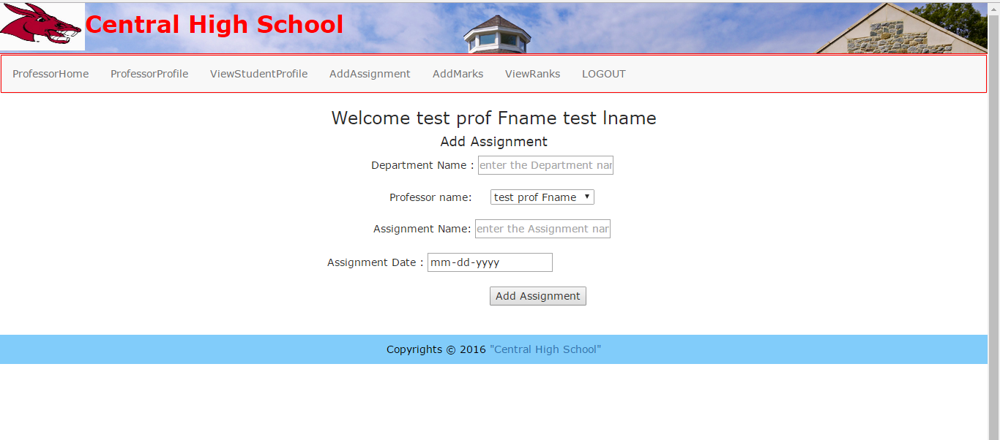 Central High School
ProfessorHome ProfessorProfile ViewStudentProfile AddAssignment AddMarks ViewRanks LOGOUT
Welcome test prof Fname test lname
Add Assignment
Department Name : enter the Department nar
Professor name: test prof Fname
Assignment Name: enter the Assignment nar
Assignment Date : mm-dd-yyyy
Add Assignment
Copyrights © 2016 "Central High School"